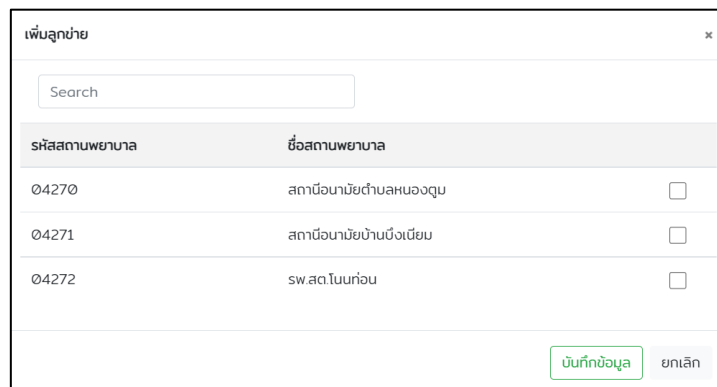 เพิ่มลูกข่าย ×
Search
รหัสสถานพยาบาล ชื่อสถานพยาบาล
04270 สถานีอนามัยตำบลหนองตูม
04271 สถานีอนามัยบ้านบึงเนียม
04272 รพ.สต.โนนท่อน
บันทึกข้อมูล ยกเลิก